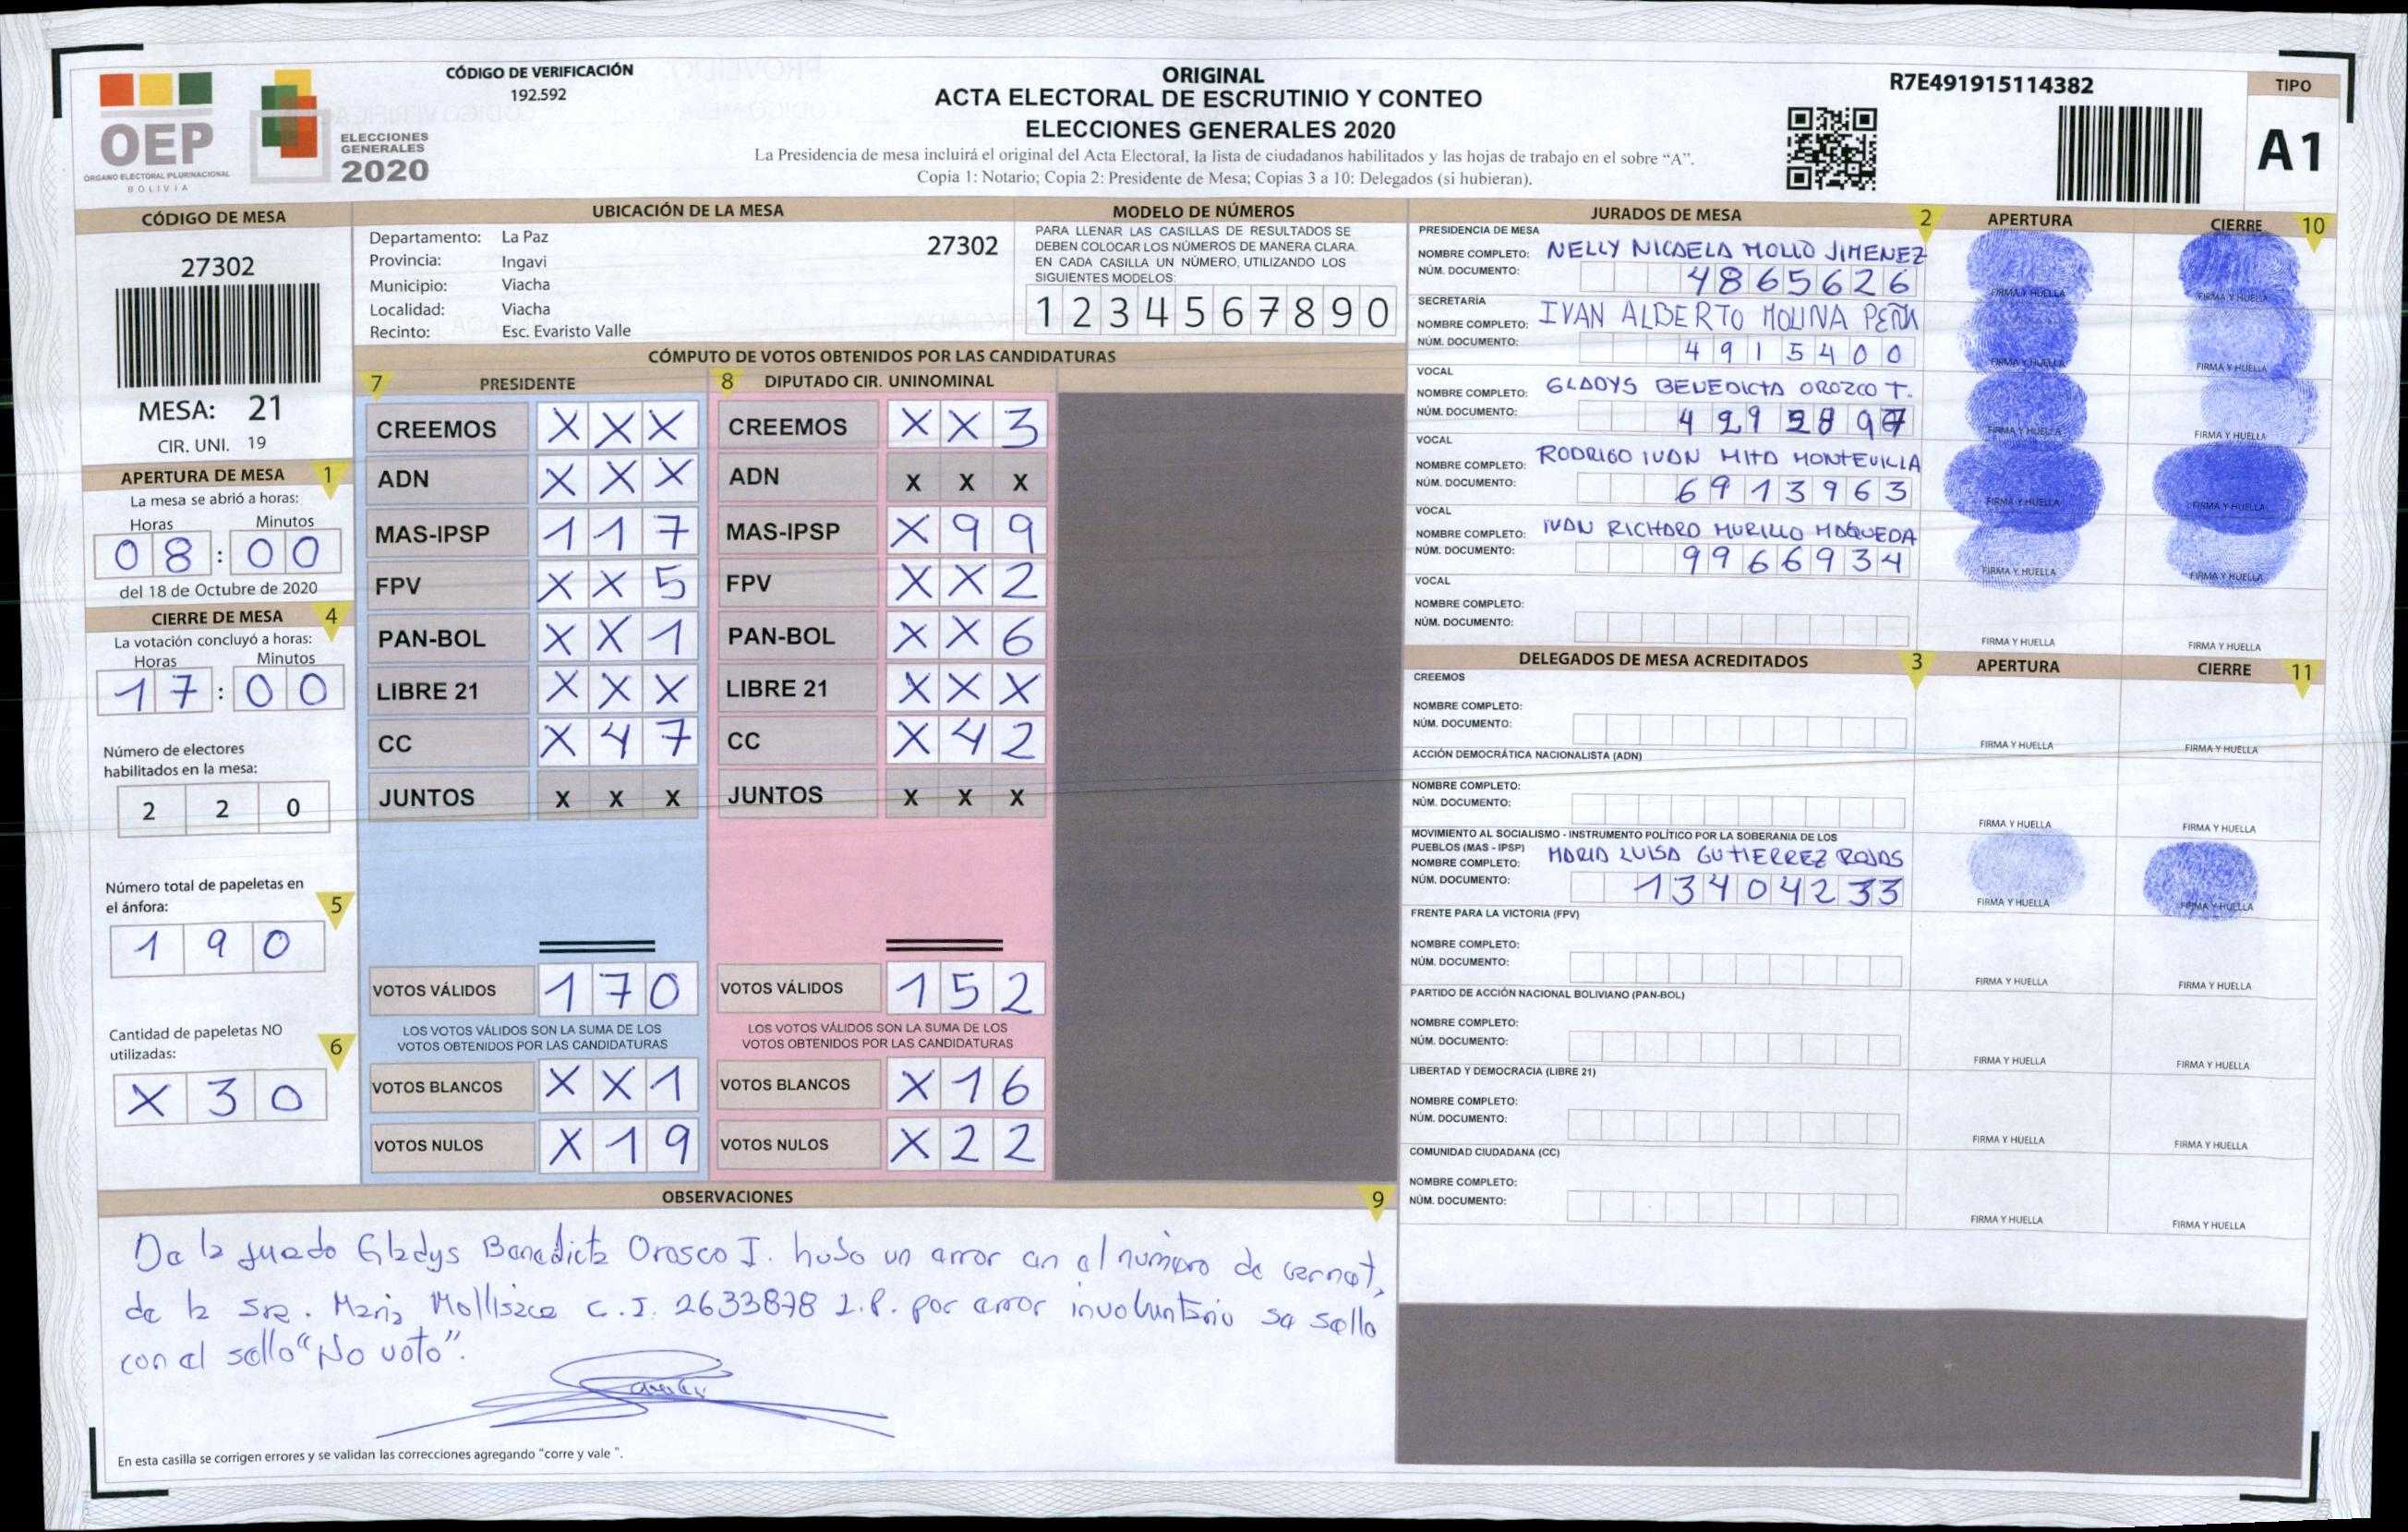 CÓDIGO DE VERIFICACIÓN
192.592
ORIGINAL
ACTA ELECTORAL DE ESCRUTINIO Y CONTEO
ELECCIONES GENERALES 2020
La Presidencia de mesa incluirá el original del Acta Electoral, la lista de ciudadanos habilitados y las hojas de trabajo en el sobre “A”.
Copia 1: Notario; Copia 2: Presidente de Mesa; Copias 3 a 10: Delegados (si hubieran).
R7E491915114382
TIPO
A1
OEP
ÓRGANO ELECTORAL PLURINACIONAL
BOLIVIA
ELECCIONES
GENERALES
2020
CÓDIGO DE MESA
27302
MESA: 21
CIR. UNI. 19
APERTURA DE MESA 1
La mesa se abrió a horas:
Horas Minutos
08:00
del 18 de Octubre de 2020
CIERRE DE MESA 4
La votación concluyó a horas:
Horas Minutos
17:00
Número de electores
habilitados en la mesa:
2 2 0
Número total de papeletas en
el ánfora: 5
1 9 0
Cantidad de papeletas NO
utilizadas: 6
X 3 0
UBICACIÓN DE LA MESA
Departamento: La Paz 27302
Provincia: Ingavi
Municipio: Viacha
Localidad: Viacha
Recinto: Esc. Evaristo Valle
MODELO DE NÚMEROS
PARA LLENAR LAS CASILLAS DE RESULTADOS SE
DEBEN COLOCAR LOS NÚMEROS DE MANERA CLARA
EN CADA CASILLA UN NÚMERO, UTILIZANDO LOS
SIGUIENTES MODELOS:
1 2 3 4 5 6 7 8 9 0
CÓMPUTO DE VOTOS OBTENIDOS POR LAS CANDIDATURAS
7 PRESIDENTE 8 DIPUTADO CIR. UNINOMINAL
CREEMOS X X X CREEMOS X X 3
ADN X X X ADN X X X
MAS-IPSP 1 1 7 MAS-IPSP X 9 9
FPV X X 5 FPV X X 2
PAN-BOL X X 1 PAN-BOL X X 6
LIBRE 21 X X X LIBRE 21 X X X
CC X 4 7 CC X 4 2
JUNTOS X X X JUNTOS X X X
VOTOS VÁLIDOS 1 7 0 VOTOS VÁLIDOS 1 5 2
LOS VOTOS VÁLIDOS SON LA SUMA DE LOS LOS VOTOS VÁLIDOS SON LA SUMA DE LOS
VOTOS OBTENIDOS POR LAS CANDIDATURAS VOTOS OBTENIDOS POR LAS CANDIDATURAS
VOTOS BLANCOS X X 1 VOTOS BLANCOS X 1 6
VOTOS NULOS X 1 9 VOTOS NULOS X 2 2
JURADOS DE MESA 2 APERTURA CIERRE 10
PRESIDENCIA DE MESA
NOMBRE COMPLETO: NELLY NICAELA MOLLO JIMENEZ
NÚM. DOCUMENTO: 4865626
FIRMA Y HUELLA FIRMA Y HUELLA
SECRETARÍA
NOMBRE COMPLETO: IVAN ALBERTO MOLINA PEÑA
NÚM. DOCUMENTO: 4915400
FIRMA Y HUELLA FIRMA Y HUELLA
VOCAL
NOMBRE COMPLETO: GLADYS BENEDICTA OROZCO T.
NÚM. DOCUMENTO:
FIRMA Y HUELLA FIRMA Y HUELLA
VOCAL
NOMBRE COMPLETO: RODRIGO IVAN MITA MONTEVILLA
NÚM. DOCUMENTO: 6913963
FIRMA Y HUELLA FIRMA Y HUELLA
VOCAL
NOMBRE COMPLETO: IVAN RICHARD MURILLO MAQUEDA
NÚM. DOCUMENTO: 9966934
FIRMA Y HUELLA FIRMA Y HUELLA
VOCAL
NOMBRE COMPLETO:
NÚM. DOCUMENTO:
FIRMA Y HUELLA FIRMA Y HUELLA
DELEGADOS DE MESA ACREDITADOS 3 APERTURA CIERRE 11
CREEMOS
NOMBRE COMPLETO:
NÚM. DOCUMENTO:
FIRMA Y HUELLA FIRMA Y HUELLA
ACCIÓN DEMOCRÁTICA NACIONALISTA (ADN)
NOMBRE COMPLETO:
NÚM. DOCUMENTO:
FIRMA Y HUELLA FIRMA Y HUELLA
MOVIMIENTO AL SOCIALISMO - INSTRUMENTO POLÍTICO POR LA SOBERANIA DE LOS
PUEBLOS (MAS - IPSP)
NOMBRE COMPLETO: MARIA LUISA GUTIERREZ ROJAS
NÚM. DOCUMENTO: 13404233
FIRMA Y HUELLA FIRMA Y HUELLA
FRENTE PARA LA VICTORIA (FPV)
NOMBRE COMPLETO:
NÚM. DOCUMENTO:
FIRMA Y HUELLA FIRMA Y HUELLA
PARTIDO DE ACCIÓN NACIONAL BOLIVIANO (PAN-BOL)
NOMBRE COMPLETO:
NÚM. DOCUMENTO:
FIRMA Y HUELLA FIRMA Y HUELLA
LIBERTAD Y DEMOCRACIA (LIBRE 21)
NOMBRE COMPLETO:
NÚM. DOCUMENTO:
FIRMA Y HUELLA FIRMA Y HUELLA
COMUNIDAD CIUDADANA (CC)
NOMBRE COMPLETO:
NÚM. DOCUMENTO:
FIRMA Y HUELLA FIRMA Y HUELLA
OBSERVACIONES 9
De la jurado Gladys Benedicta Orosco I. hubo un error en el número de carnet,
de la Sra. Maria Mollisaca C.I. 2633878 L.P. por error involuntario se sello
con el sello "No voto".
En esta casilla se corrigen errores y se validan las correcciones agregando “corre y vale ”.